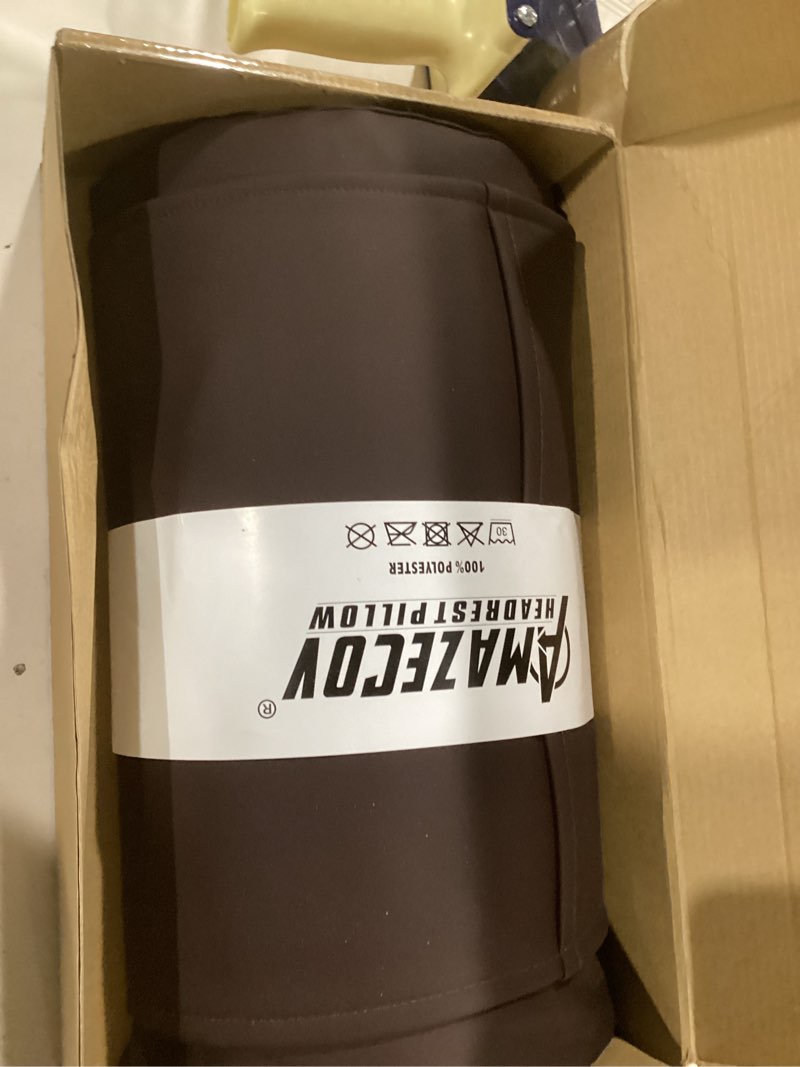 AMAZECOV®
HEADREST PILLOW
100% POLYESTER
30